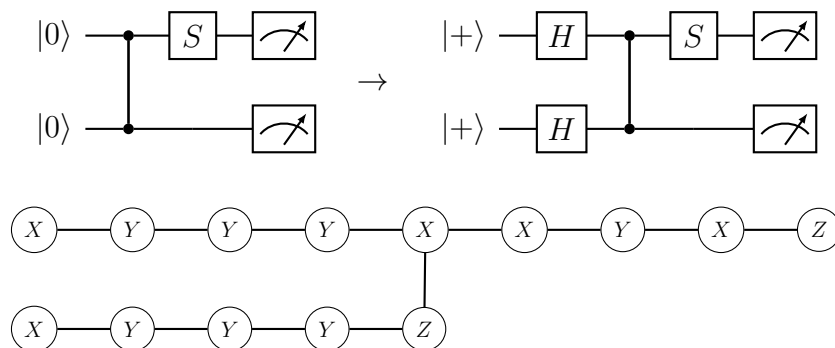 |0⟩ S → |+⟩ H S
|0⟩ |+⟩ H
X Y Y Y X X Y X Z
X Y Y Y Z